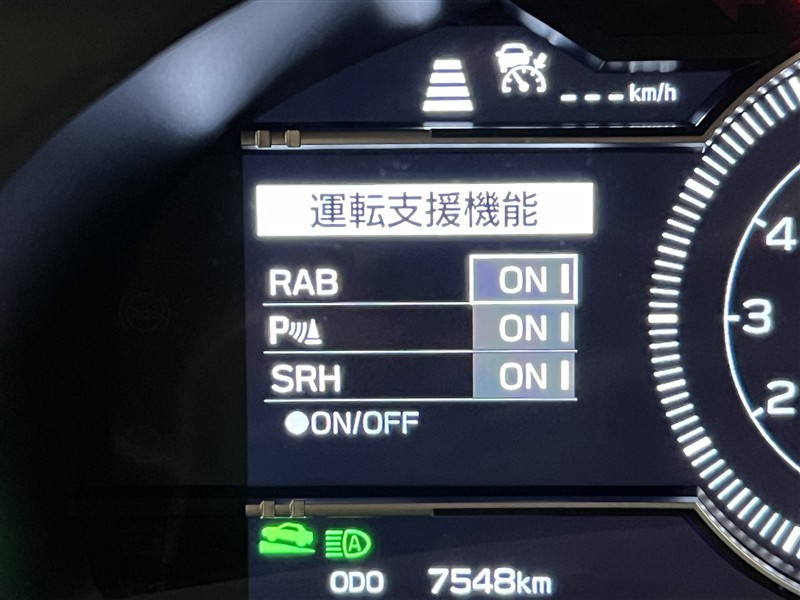 --- km/h
運転支援機能
RAB ON
P ON
SRH ON
●ON/OFF
4
3
2
A
ODO 7548km